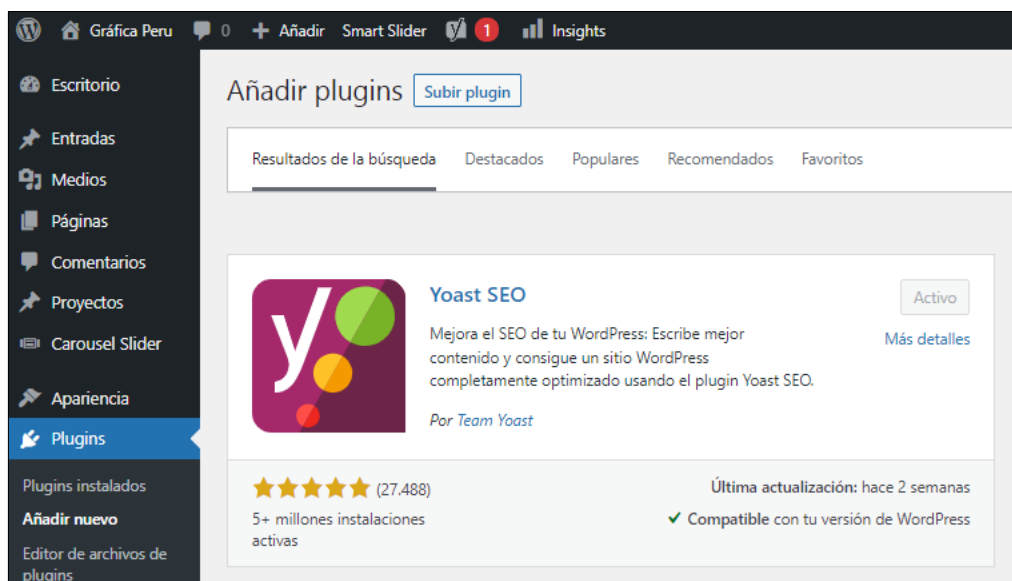 Gráfica Peru 0 + Añadir Smart Slider 1 Insights
Escritorio
Entradas
Medios
Páginas
Comentarios
Proyectos
Carousel Slider
Apariencia
Plugins
Plugins instalados
Añadir nuevo
Editor de archivos de
plugins
Añadir plugins Subir plugin
Resultados de la búsqueda Destacados Populares Recomendados Favoritos
yo
Yoast SEO
Activo
Mejora el SEO de tu WordPress: Escribe mejor
contenido y consigue un sitio WordPress
completamente optimizado usando el plugin Yoast SEO.
Más detalles
Por Team Yoast
(27.488)
5+ millones instalaciones
activas
Última actualización: hace 2 semanas
✓ Compatible con tu versión de WordPress